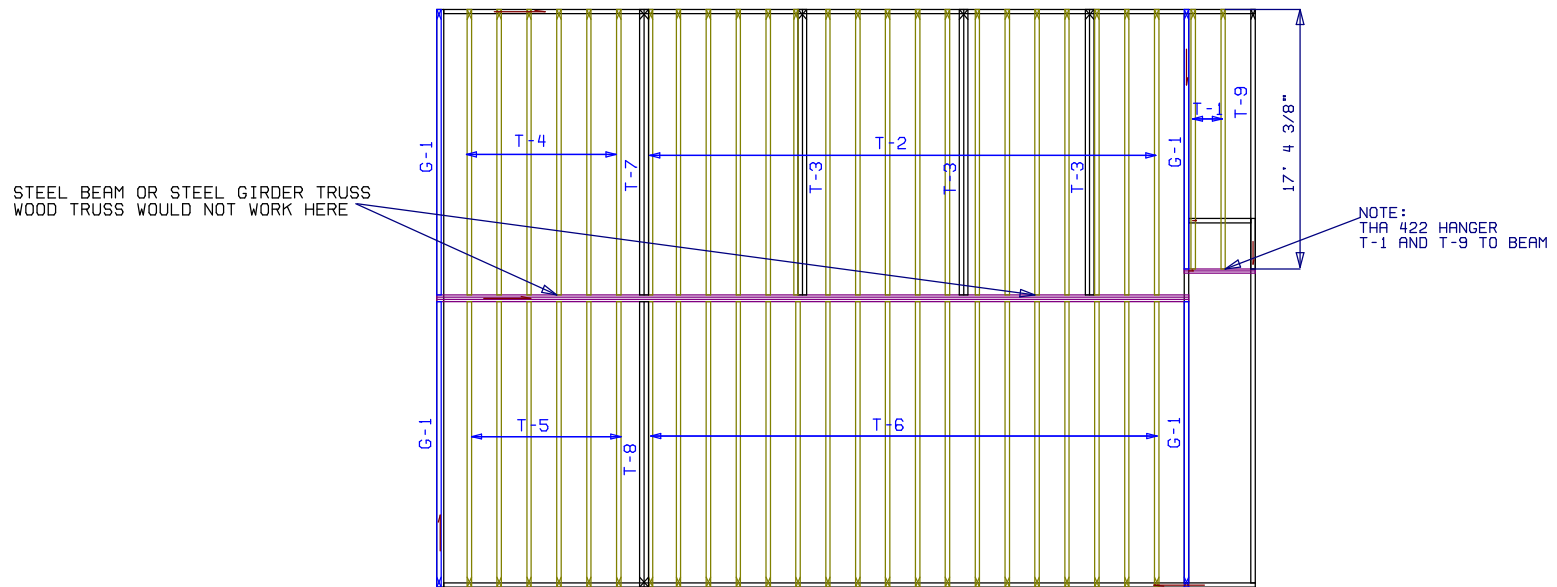 STEEL BEAM OR STEEL GIRDER TRUSS
WOOD TRUSS WOULD NOT WORK HERE
G-1
T-4
T-7
T-2
T-3
T-3
T-3
G-1
T-1
T-9
17' 4 3/8"
NOTE:
THA 422 HANGER
T-1 AND T-9 TO BEAM
G-1
T-5
T-8
T-6
G-1